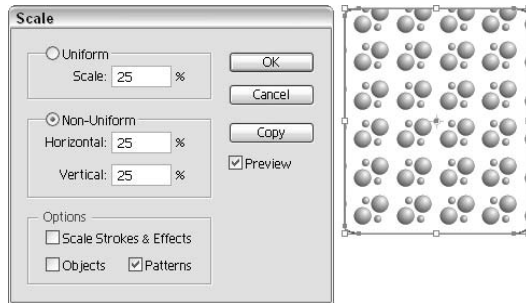 Scale
Uniform
Scale: 25 %
Non-Uniform
Horizontal: 25 %
Vertical: 25 %
Options
Scale Strokes & Effects
Objects Patterns
OK
Cancel
Copy
Preview